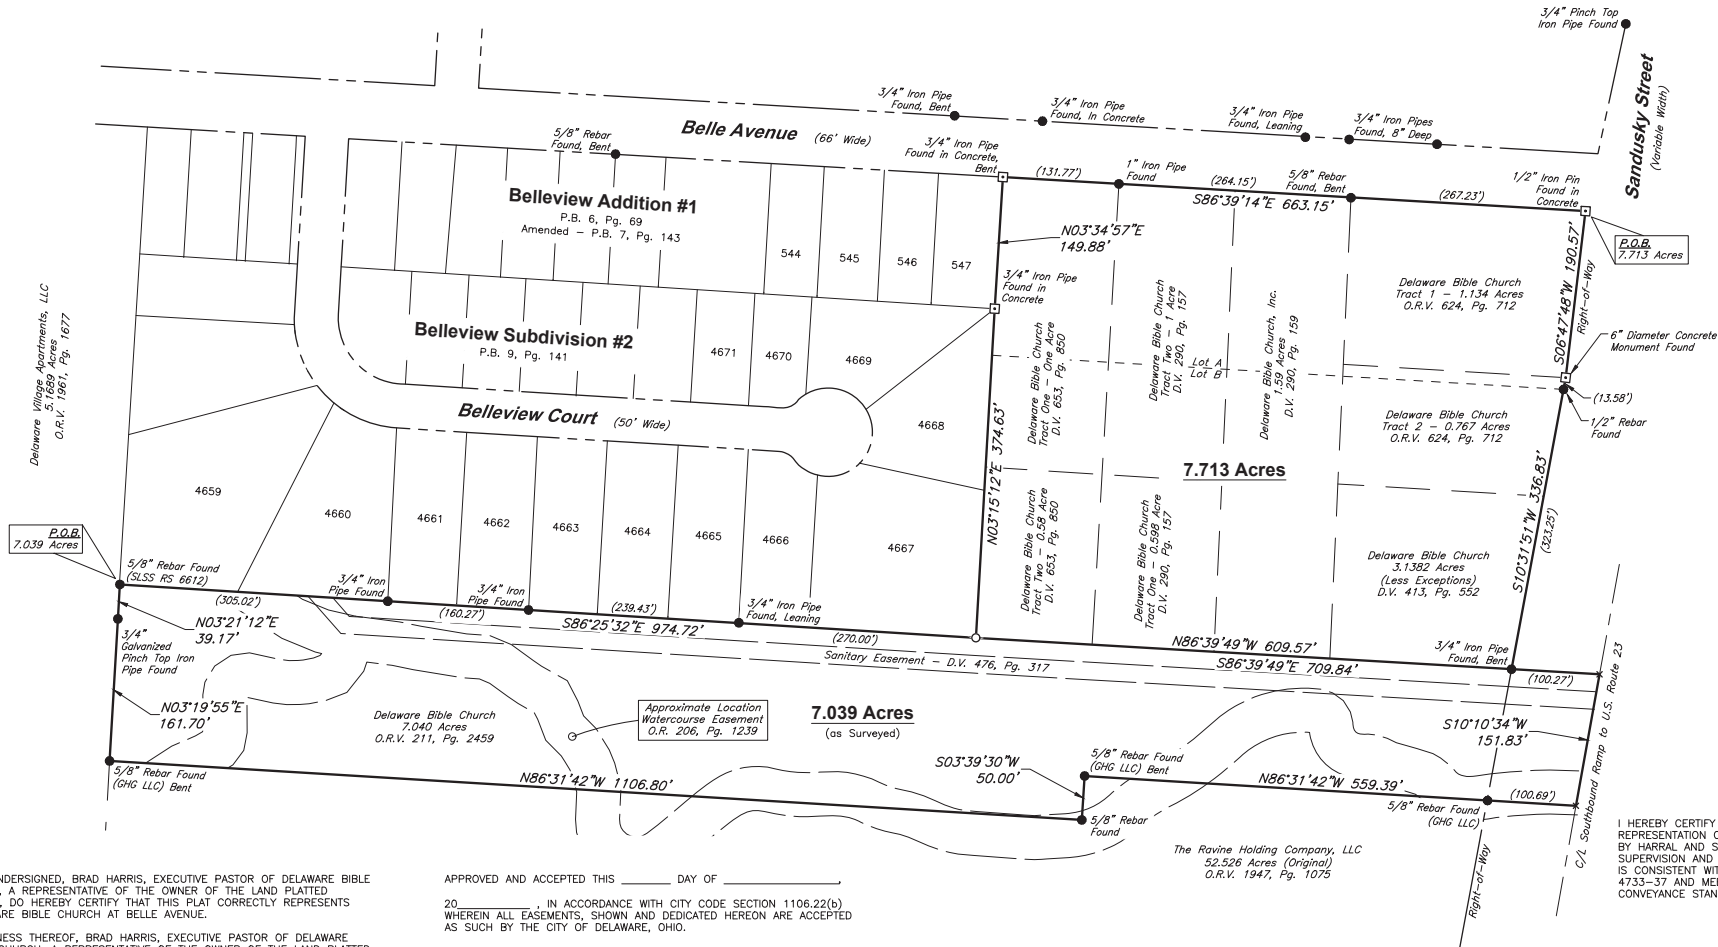 3/4" Pinch Top
Iron Pipe Found
Sandusky Street
(Variable Width)
3/4" Iron Pipe
Found, Bent
3/4" Iron Pipe
Found, In Concrete
3/4" Iron Pipe
Found, Leaning
3/4" Iron Pipes
Found, 8" Deep
Belle Avenue (66' Wide)
5/8" Rebar
Found, Bent
3/4" Iron Pipe
Found in Concrete,
Bent
(131.77')
1" Iron Pipe
Found
(264.15')
5/8" Rebar
Found, Bent
(267.23')
1/2" Iron Pin
Found in
Concrete
S86°39'14"E 663.15'
P.O.B.
7.713 Acres
Belleview Addition #1
P.B. 6, Pg. 69
Amended – P.B. 7, Pg. 143
544
545
546
547
N03°34'57"E
149.88'
3/4" Iron Pipe
Found in
Concrete
S06°47'48"W 190.57'
Right-of-Way
Delaware Bible Church
Tract 1 – 1.134 Acres
O.R.V. 624, Pg. 712
6" Diameter Concrete
Monument Found
(13.58')
1/2" Rebar
Found
Delaware Village Apartments, LLC
5.1689 Acres
O.R.V. 1961, Pg. 1677
Belleview Subdivision #2
P.B. 9, Pg. 141
4671
4670
4669
4668
Belleview Court (50' Wide)
Delaware Bible Church
Tract One – One Acre
D.V. 653, Pg. 850
Delaware Bible Church
Tract Two – 1 Acre
D.V. 290, Pg. 157
Lot A
Lot B
Delaware Bible Church, Inc.
1.59 Acres
D.V. 290, Pg. 159
Delaware Bible Church
Tract 2 – 0.767 Acres
O.R.V. 624, Pg. 712
N03°15'12"E 374.63'
7.713 Acres
S10°31'51"W 336.83'
(323.25')
4659
4660
4661
4662
4663
4664
4665
4666
4667
Delaware Bible Church
Tract Two – 0.58 Acre
D.V. 653, Pg. 850
Delaware Bible Church
Tract One – 0.598 Acre
D.V. 290, Pg. 157
Delaware Bible Church
3.1382 Acres
(Less Exceptions)
D.V. 413, Pg. 552
P.O.B.
7.039 Acres
5/8" Rebar Found
(SLSS RS 6612)
(305.02')
3/4" Iron
Pipe Found
(160.27')
3/4" Iron
Pipe Found
(239.43')
3/4" Iron Pipe
Found, Leaning
S86°25'32"E 974.72'
(270.00')
N86°39'49"W 609.57'
S86°39'49"E 709.84'
3/4" Iron Pipe
Found, Bent
(100.27')
N03°21'12"E
39.17'
3/4"
Galvanized
Pinch Top Iron
Pipe Found
Sanitary Easement – D.V. 476, Pg. 317
N03°19'55"E
161.70'
Delaware Bible Church
7.040 Acres
O.R.V. 211, Pg. 2459
Approximate Location
Watercourse Easement
O.R. 206, Pg. 1239
7.039 Acres
(as Surveyed)
S10°10'34"W
151.83'
C/L Southbound Ramp to U.S. Route 23
5/8" Rebar Found
(GHG LLC) Bent
N86°31'42"W 1106.80'
S03°39'30"W
50.00'
5/8" Rebar Found
(GHG LLC) Bent
N86°31'42"W 559.39'
(100.69')
5/8" Rebar Found
(GHG LLC)
5/8" Rebar
Found
The Ravine Holding Company, LLC
52.526 Acres (Original)
O.R.V. 1947, Pg. 1075
Right-of-Way
NDERSIGNED, BRAD HARRIS, EXECUTIVE PASTOR OF DELAWARE BIBLE
, A REPRESENTATIVE OF THE OWNER OF THE LAND PLATTED
, DO HEREBY CERTIFY THAT THIS PLAT CORRECTLY REPRESENTS
ARE BIBLE CHURCH AT BELLE AVENUE.
NESS THEREOF, BRAD HARRIS, EXECUTIVE PASTOR OF DELAWARE
CHURCH, A REPRESENTATIVE OF THE OWNER OF THE LAND PLATTED
APPROVED AND ACCEPTED THIS ________ DAY OF ________________,
20___________ , IN ACCORDANCE WITH CITY CODE SECTION 1106.22(b)
WHEREIN ALL EASEMENTS, SHOWN AND DEDICATED HEREON ARE ACCEPTED
AS SUCH BY THE CITY OF DELAWARE, OHIO.
I HEREBY CERTIFY
REPRESENTATION O
BY HARRAL AND S
SUPERVISION AND
IS CONSISTENT WIT
4733-37 AND MEE
CONVEYANCE STAN